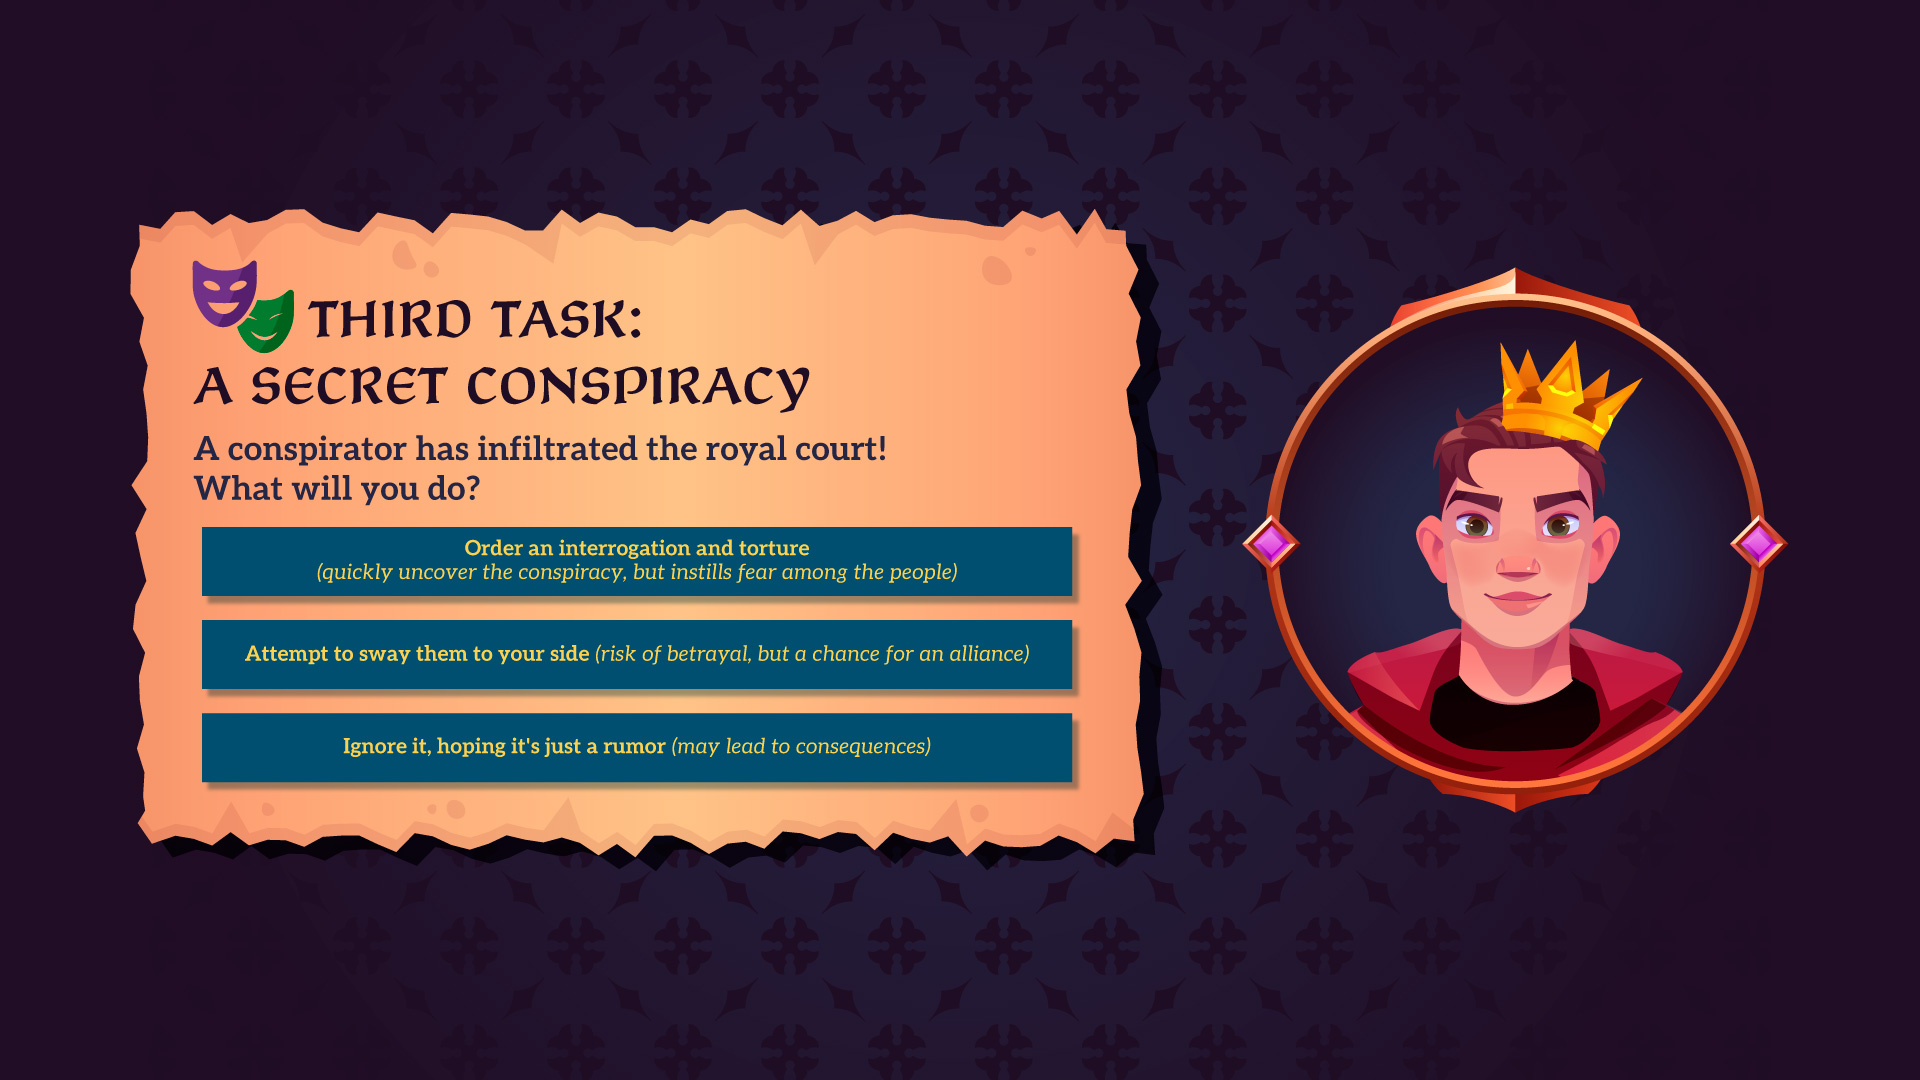 THIRD TASK:
A SECRET CONSPIRACY
A conspirator has infiltrated the royal court!
What will you do?
Order an interrogation and torture
(quickly uncover the conspiracy, but instills fear among the people)
Attempt to sway them to your side (risk of betrayal, but a chance for an alliance)
Ignore it, hoping it's just a rumor (may lead to consequences)